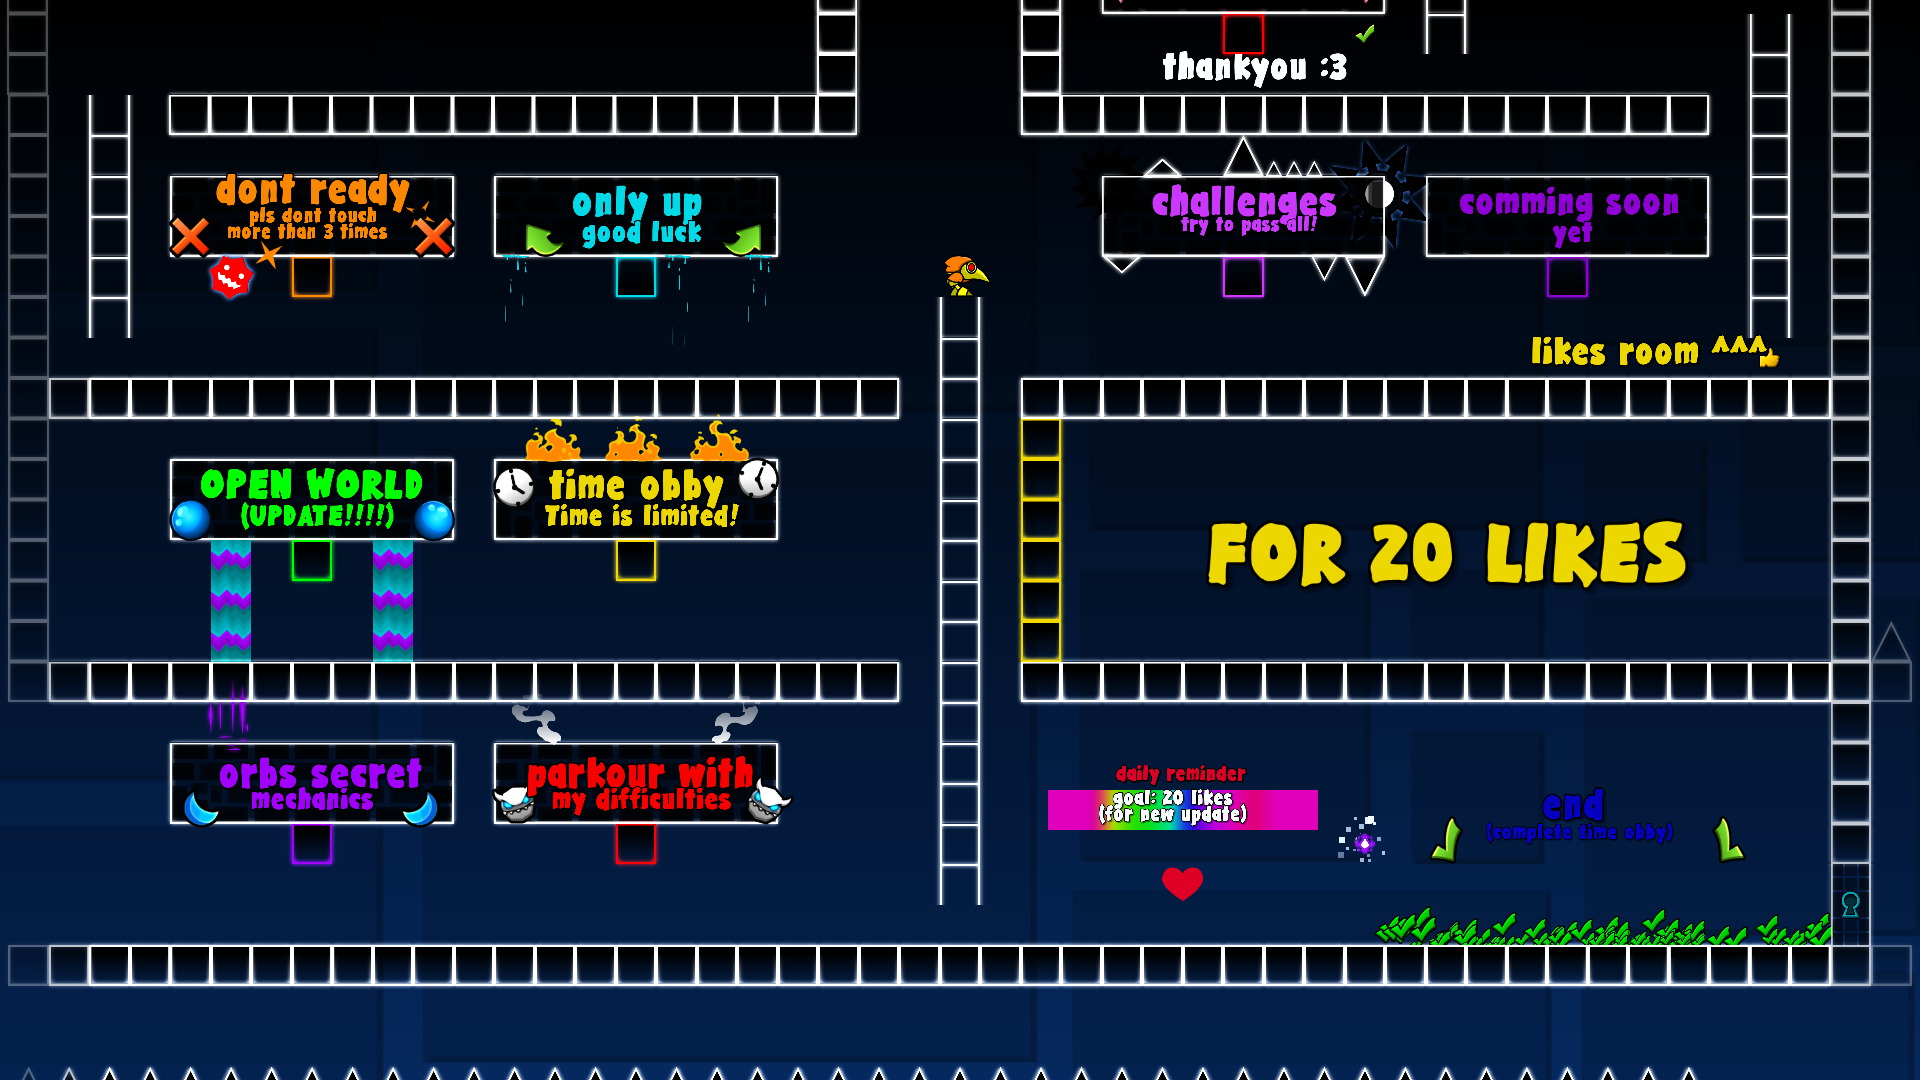 thankyou :3
dont ready
pls dont touch
more than 3 times
only up
good luck
challenges
try to pass all!
comming soon
yet
likes room ^^^
OPEN WORLD
(UPDATE!!!!)
time obby
Time is limited!
FOR 20 LIKES
orbs secret
mechanics
parkour with
my difficulties
daily reminder
goal: 20 likes
(for new update)
end
(complete time obby)